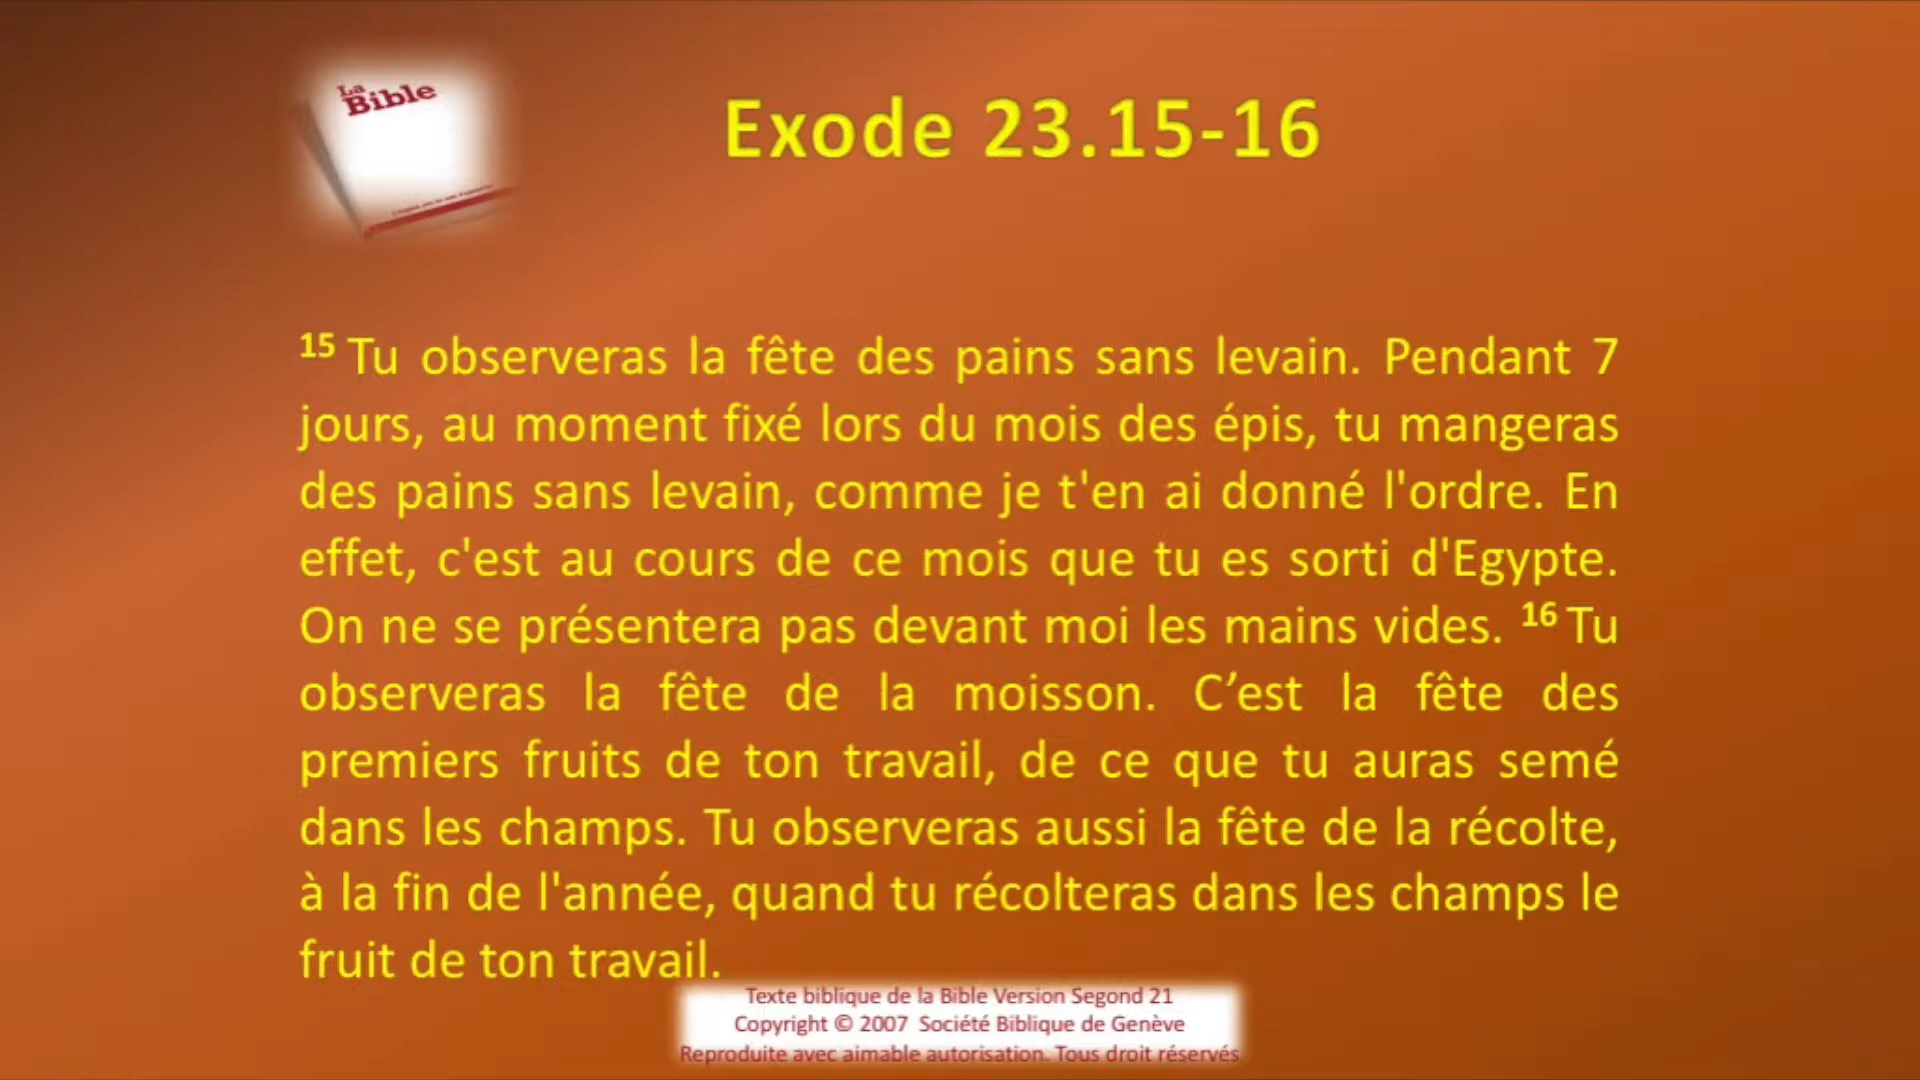 La
Bible
Exode 23.15-16
15 Tu observeras la fête des pains sans levain. Pendant 7
jours, au moment fixé lors du mois des épis, tu mangeras
des pains sans levain, comme je t'en ai donné l'ordre. En
effet, c'est au cours de ce mois que tu es sorti d'Egypte.
On ne se présentera pas devant moi les mains vides. 16 Tu
observeras la fête de la moisson. C’est la fête des
premiers fruits de ton travail, de ce que tu auras semé
dans les champs. Tu observeras aussi la fête de la récolte,
à la fin de l'année, quand tu récolteras dans les champs le
fruit de ton travail.
Texte biblique de la Bible Version Segond 21
Copyright © 2007 Société Biblique de Genève
Reproduite avec aimable autorisation. Tous droit réservés